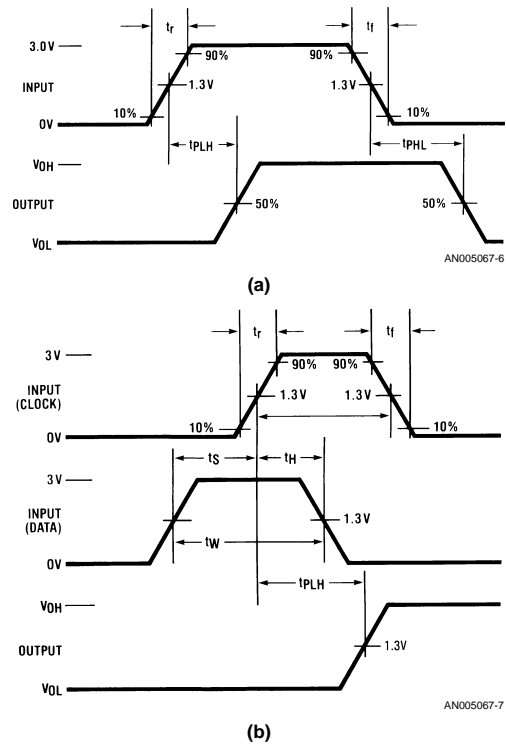 tr
tf
3.0V
90%
90%
INPUT
1.3V
1.3V
10%
10%
0V
tPLH
tPHL
VOH
OUTPUT
50%
50%
VOL
AN005067-6
(a)
tr
tf
3V
90%
90%
INPUT
(CLOCK)
1.3V
1.3V
10%
10%
0V
tS
tH
3V
INPUT
(DATA)
1.3V
tW
0V
tPLH
VOH
OUTPUT
1.3V
VOL
AN005067-7
(b)